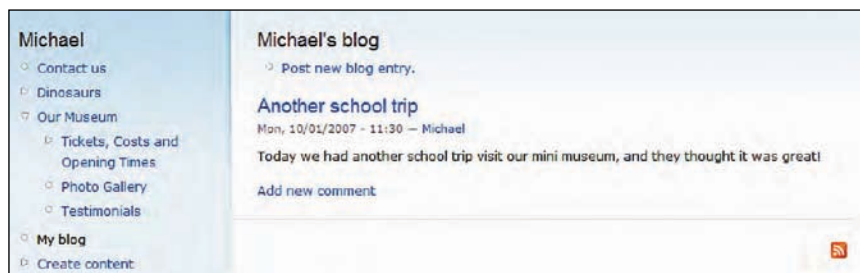 Michael
Contact us
Dinosaurs
Our Museum
Tickets, Costs and
Opening Times
Photo Gallery
Testimonials
My blog
Create content
Michael's blog
Post new blog entry.
Another school trip
Mon, 10/01/2007 - 11:30 — Michael
Today we had another school trip visit our mini museum, and they thought it was great!
Add new comment